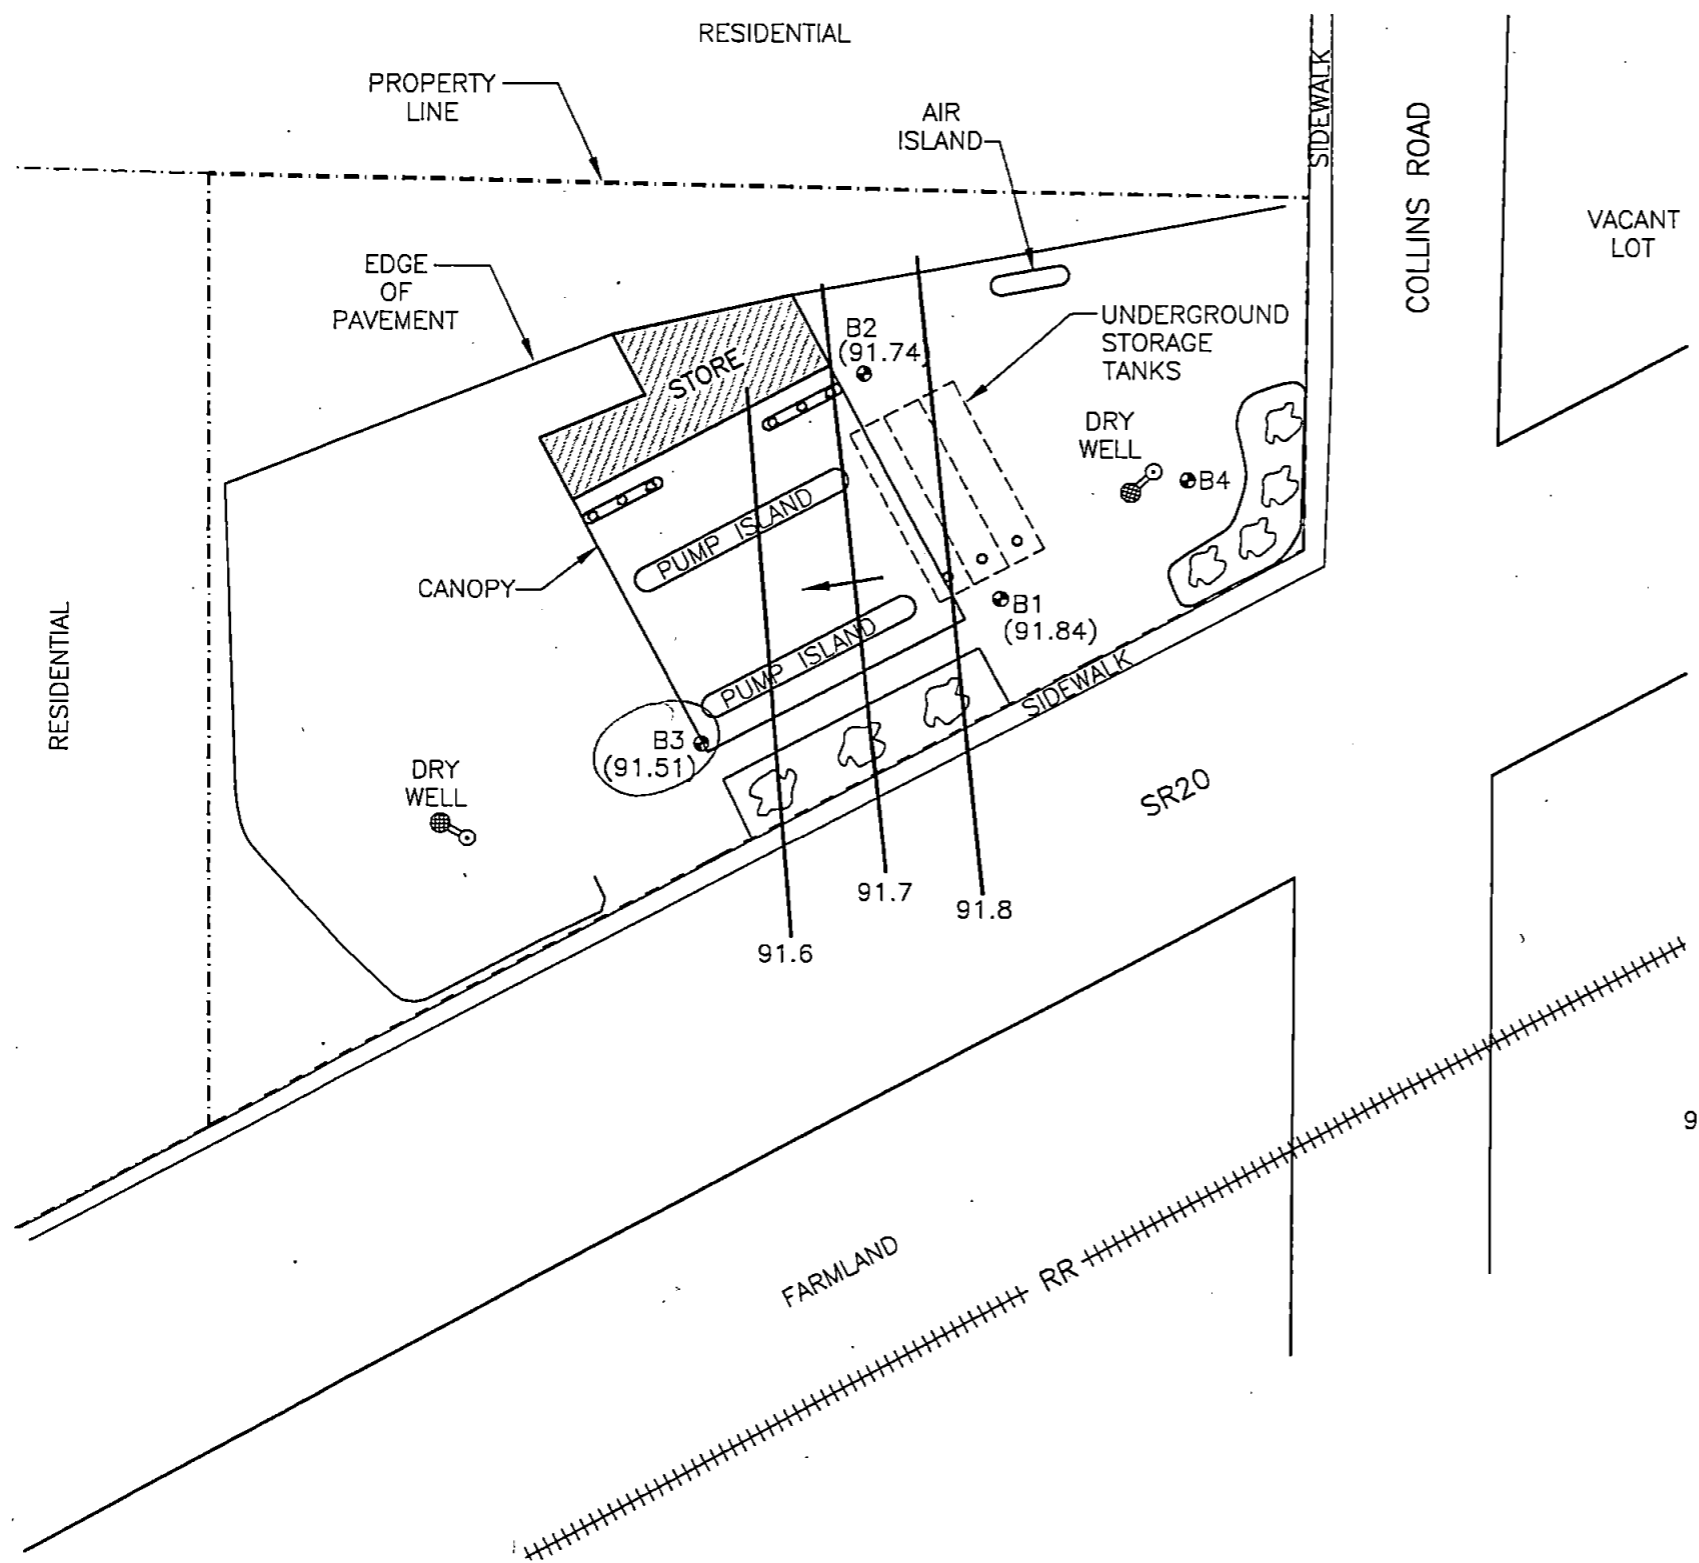 RESIDENTIAL
PROPERTY
LINE
AIR
ISLAND
SIDEWALK
COLLINS ROAD
VACANT
LOT
EDGE
OF
PAVEMENT
UNDERGROUND
STORAGE
TANKS
B2
(91.74)
STORE
DRY
WELL
B4
PUMP ISLAND
CANOPY
B1
(91.84)
PUMP ISLAND
RESIDENTIAL
SIDEWALK
B3
(91.51)
DRY
WELL
SR20
91.7
91.8
91.6
9
FARMLAND
RR